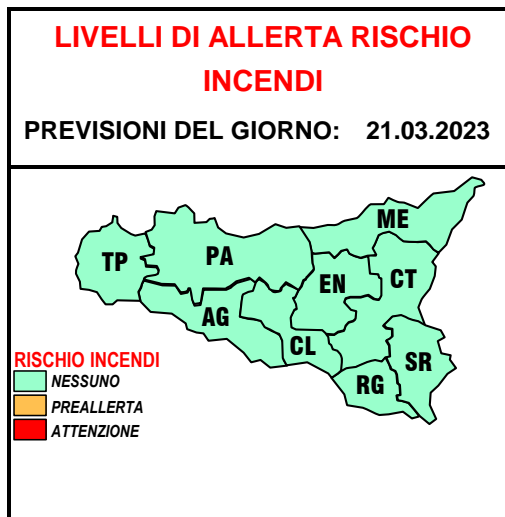 LIVELLI DI ALLERTA RISCHIO
INCENDI
PREVISIONI DEL GIORNO: 21.03.2023
ME
TP
PA
EN
CT
AG
CL
SR
RG
RISCHIO INCENDI
NESSUNO
PREALLERTA
ATTENZIONE